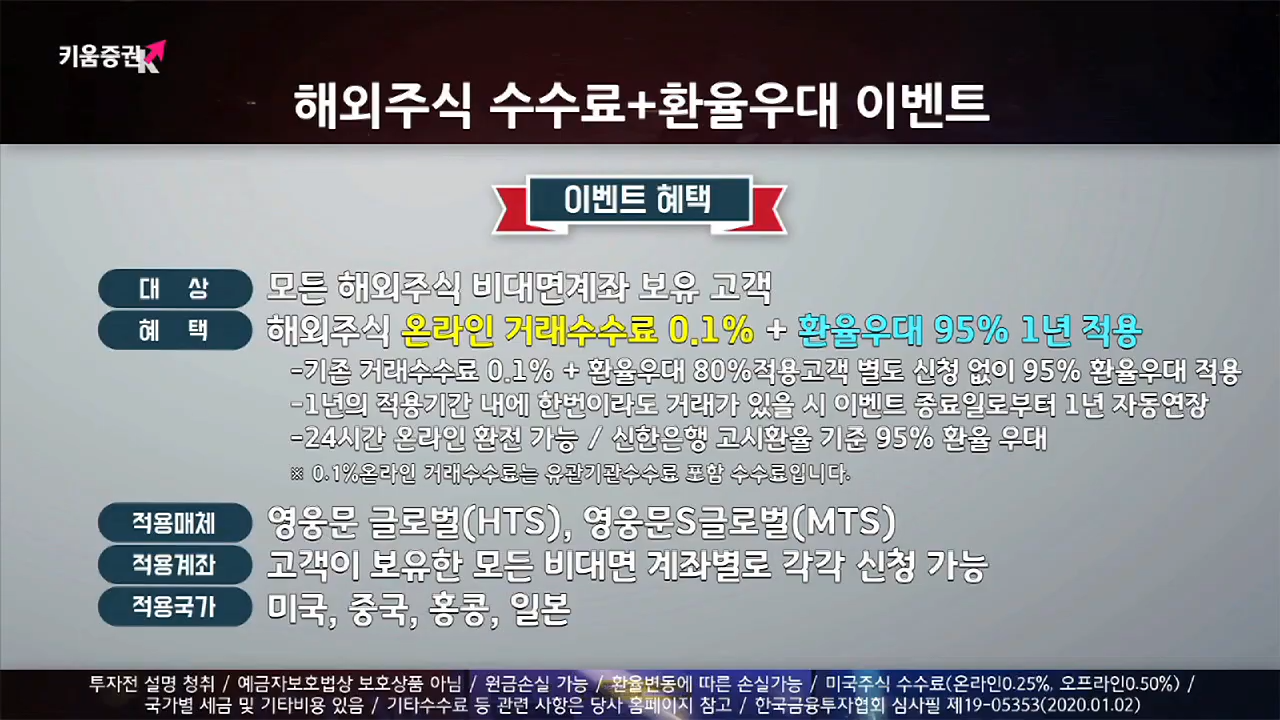 키움증권
해외주식 수수료+환율우대 이벤트
이벤트 혜택
대 상 모든 해외주식 비대면계좌 보유 고객
혜 택 해외주식 온라인 거래수수료 0.1% + 환율우대 95% 1년 적용
-기존 거래수수료 0.1% + 환율우대 80%적용고객 별도 신청 없이 95% 환율우대 적용
-1년의 적용기간 내에 한번이라도 거래가 있을 시 이벤트 종료일로부터 1년 자동연장
-24시간 온라인 환전 가능 / 신한은행 고시환율 기준 95% 환율 우대
※ 0.1%온라인 거래수수료는 유관기관수수료 포함 수수료입니다.
적용매체 영웅문 글로벌(HTS), 영웅문S글로벌(MTS)
적용계좌 고객이 보유한 모든 비대면 계좌별로 각각 신청 가능
적용국가 미국, 중국, 홍콩, 일본
투자전 설명 청취 / 예금자보호법상 보호상품 아님 / 원금손실 가능 / 환율변동에 따른 손실가능 / 미국주식 수수료(온라인0.25%, 오프라인0.50%) /
국가별 세금 및 기타비용 있음 / 기타수수료 등 관련 사항은 당사 홈페이지 참고 / 한국금융투자협회 심사필 제19-05353(2020.01.02)